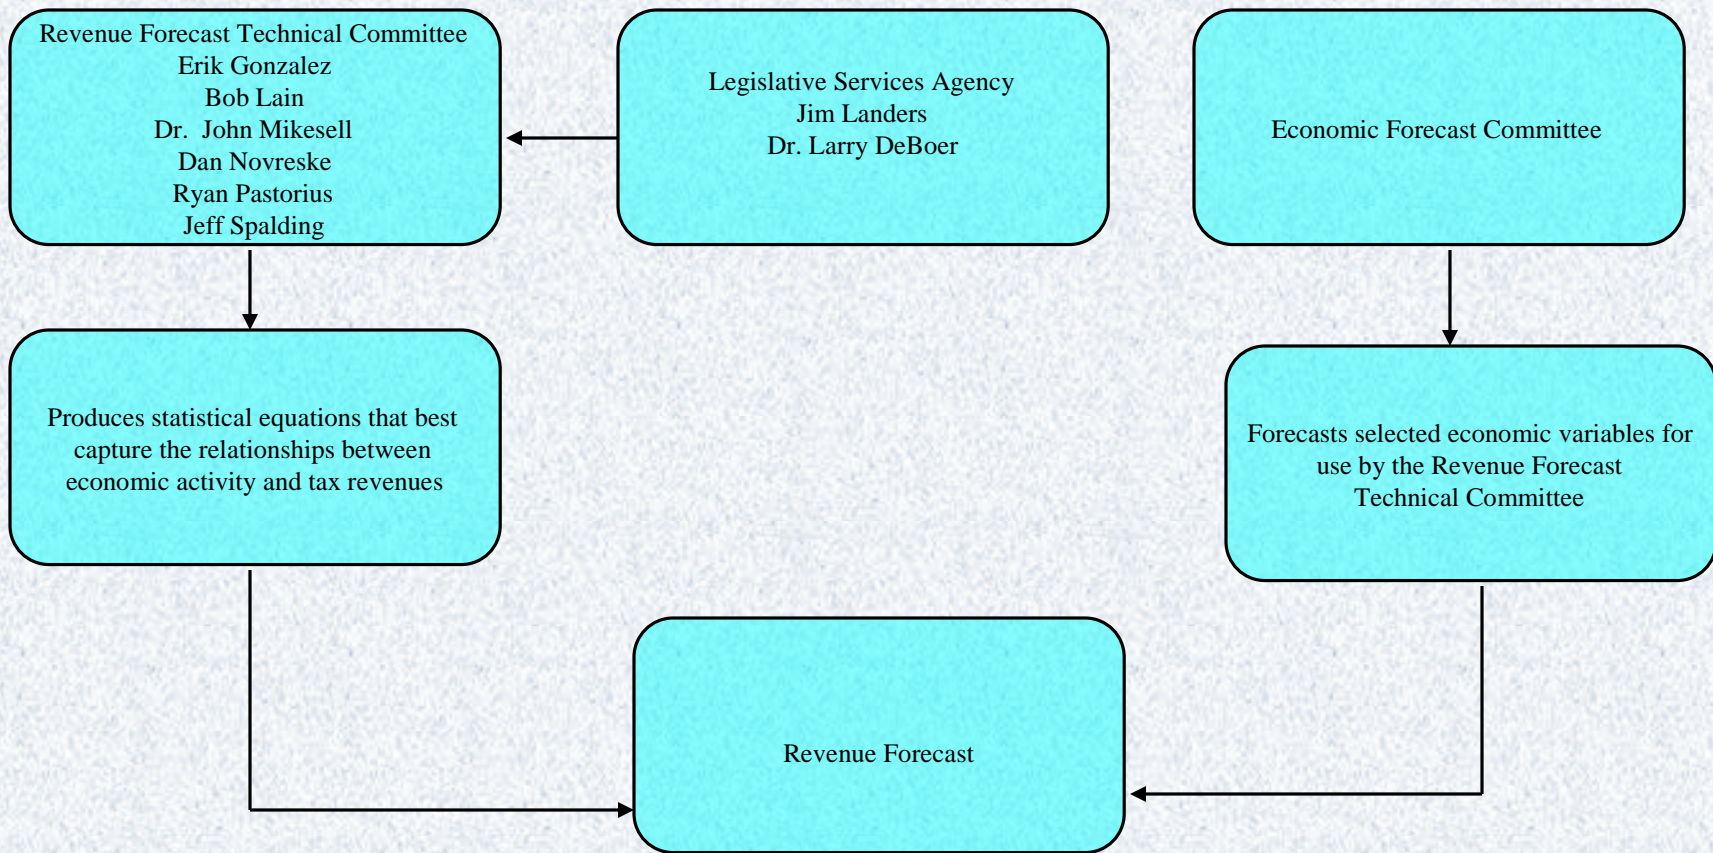 Revenue Forecast Technical Committee
Erik Gonzalez
Bob Lain
Dr.  John Mikesell
Dan Novreske
Ryan Pastorius
Jeff Spalding
Legislative Services Agency
Jim Landers
Dr. Larry DeBoer
Economic Forecast Committee
Produces statistical equations that best
capture the relationships between
economic activity and tax revenues
Forecasts selected economic variables for
use by the Revenue Forecast
Technical Committee
Revenue Forecast